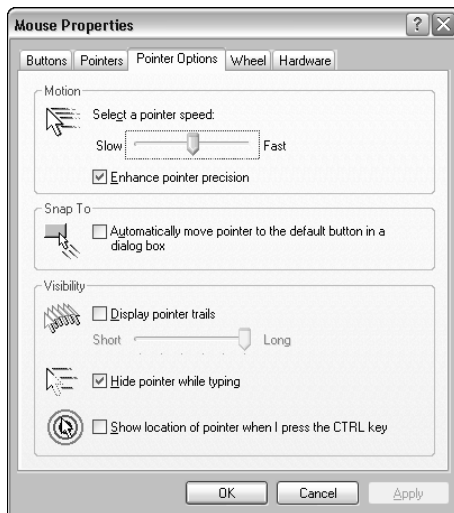 Mouse Properties
Buttons Pointers Pointer Options Wheel Hardware
Motion
Select a pointer speed:
Slow Fast
Enhance pointer precision
Snap To
Automatically move pointer to the default button in a
dialog box
Visibility
Display pointer trails
Short Long
Hide pointer while typing
Show location of pointer when I press the CTRL key
OK Cancel Apply